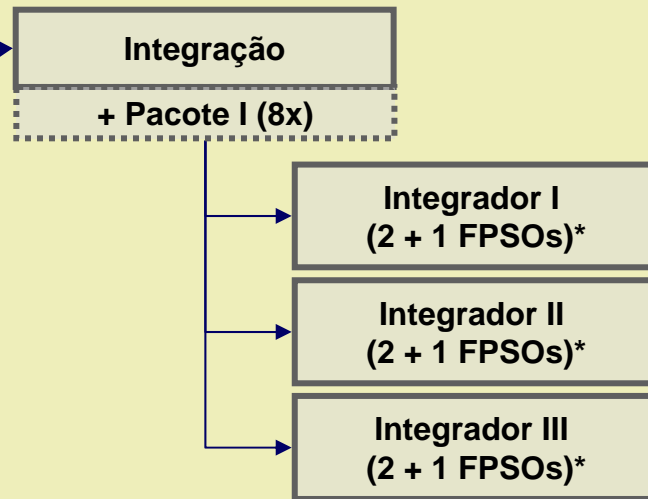 Integração
+ Pacote I (8x)
Integrador I
(2 + 1 FPSOs)*
Integrador II
(2 + 1 FPSOs)*
Integrador III
(2 + 1 FPSOs)*